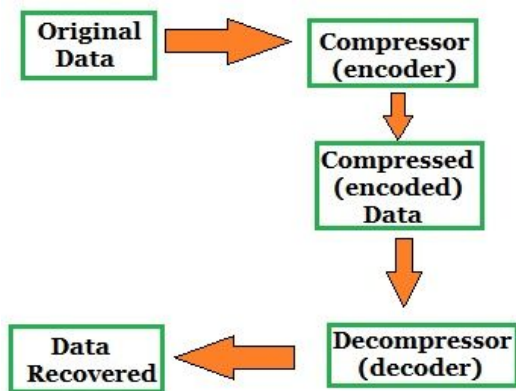 Original
Data
Compressor
(encoder)
Compressed
(encoded)
Data
Decompressor
(decoder)
Data
Recovered